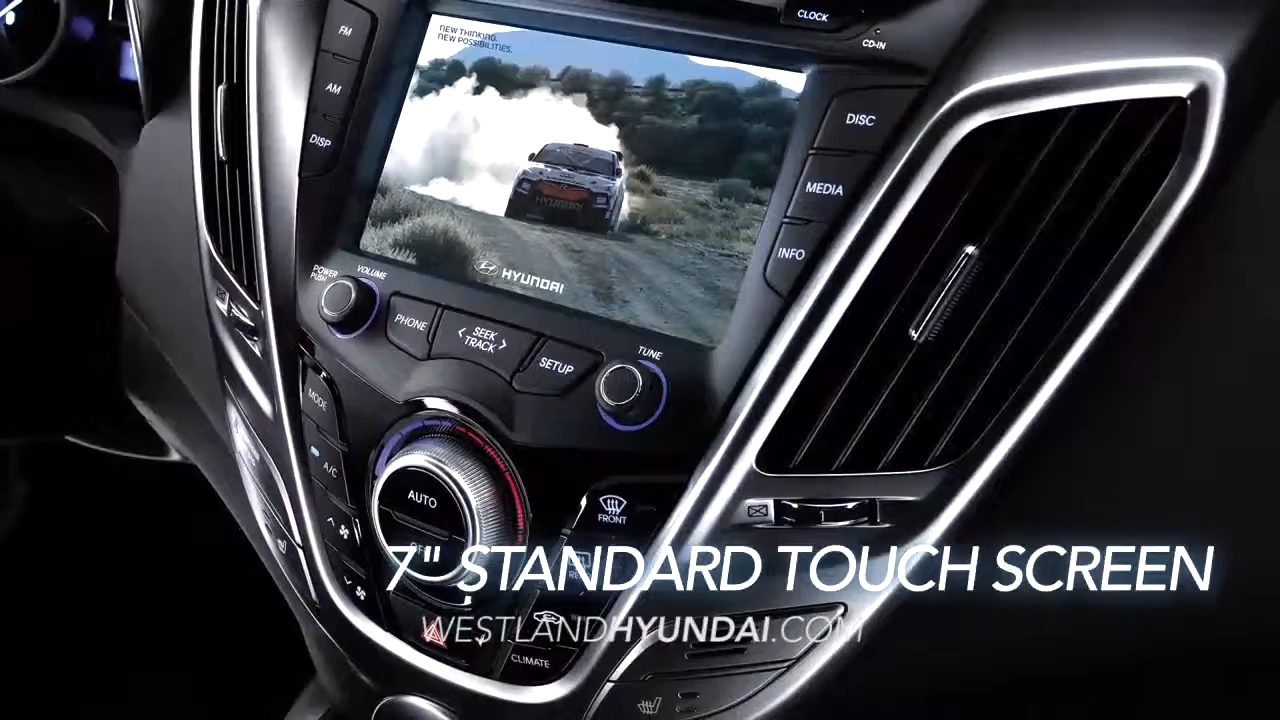 CLOCK
CD-IN
FM
AM
DISP
NEW THINKING.
NEW POSSIBILITIES.
HYUNDAI
HYUNDAI
DISC
MEDIA
INFO
POWER
PUSH
VOLUME
PHONE
SEEK
TRACK
SETUP
TUNE
MODE
A/C
AUTO
FRONT
7" STANDARD TOUCH SCREEN
WESTLANDHYUNDAI.COM
CLIMATE